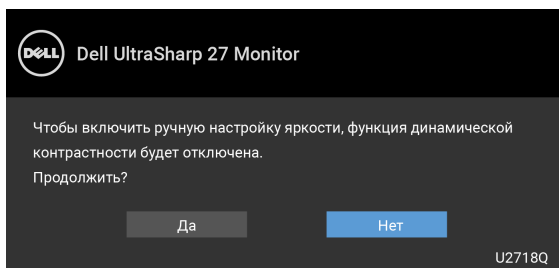 DELL Dell UltraSharp 27 Monitor
Чтобы включить ручную настройку яркости, функция динамической
контрастности будет отключена.
Продолжить?
Да Нет
U2718Q